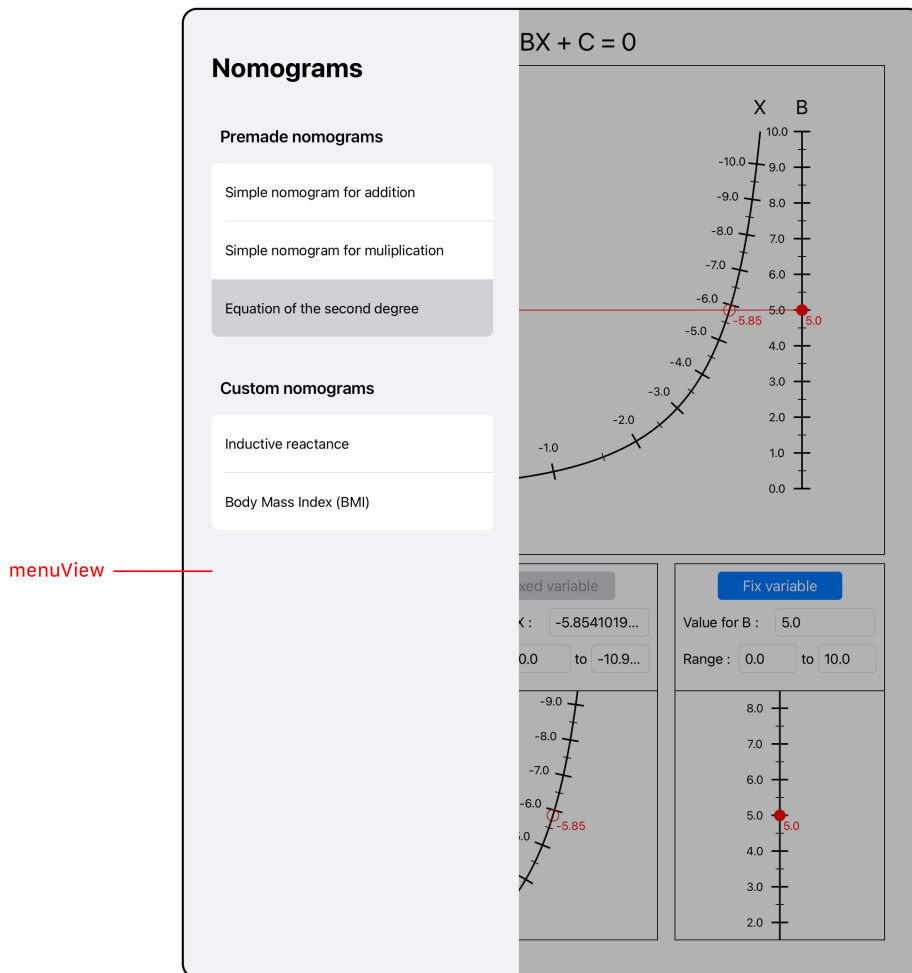 Nomograms
Premade nomograms
Simple nomogram for addition
Simple nomogram for muliplication
Equation of the second degree
Custom nomograms
Inductive reactance
Body Mass Index (BMI)
menuView
BX + C = 0
X B
10.0
-10.0 9.0
-9.0 8.0
-8.0 7.0
-7.0 6.0
-6.0 5.0
-5.85 5.0
-5.0 4.0
-4.0 3.0
-3.0 2.0
-2.0 1.0
-1.0 0.0
xed variable
X : -5.8541019...
0.0 to -10.9...
-9.0
-8.0
-7.0
-6.0
-5.85
.0
Fix variable
Value for B : 5.0
Range : 0.0 to 10.0
8.0
7.0
6.0
5.0 5.0
4.0
3.0
2.0